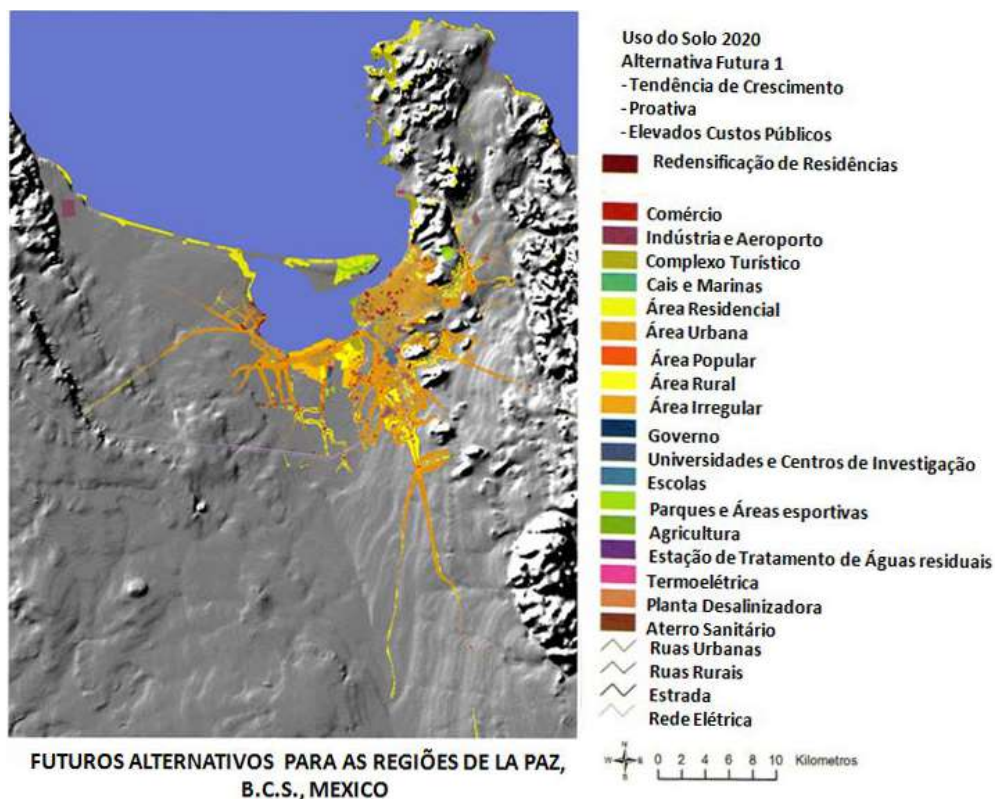 Uso do Solo 2020
Alternativa Futura 1
-Tendência de Crescimento
-Proativa
-Elevados Custos Públicos
Redensificação de Residências
Comércio
Indústria e Aeroporto
Complexo Turístico
Cais e Marinas
Área Residencial
Área Urbana
Área Popular
Área Rural
Área Irregular
Governo
Universidades e Centros de Investigação
Escolas
Parques e Áreas esportivas
Agricultura
Estação de Tratamento de Águas residuais
Termoelétrica
Planta Desalinizadora
Aterro Sanitário
Ruas Urbanas
Ruas Rurais
Estrada
Rede Elétrica
FUTUROS ALTERNATIVOS PARA AS REGIÕES DE LA PAZ,
B.C.S., MEXICO
N
W
S
0 2 4 6 8 10 Kilometros